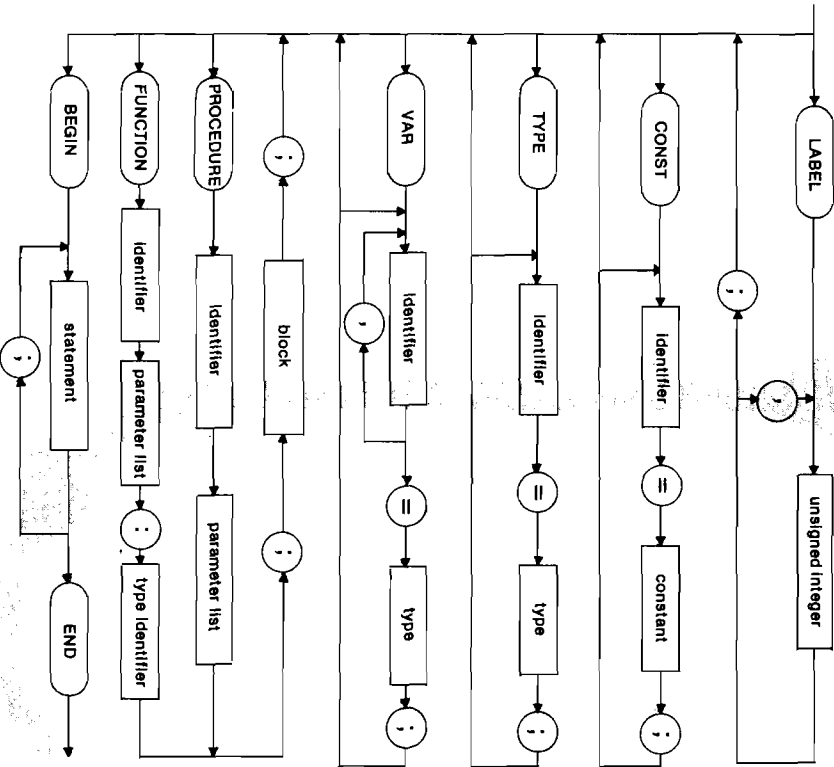 LABEL unsigned integer
,
;
CONST identifier = constant ;
TYPE identifier = type ;
VAR identifier = type ;
,
; block ;
PROCEDURE identifier parameter list
FUNCTION identifier parameter list : type identifier
BEGIN statement END
;